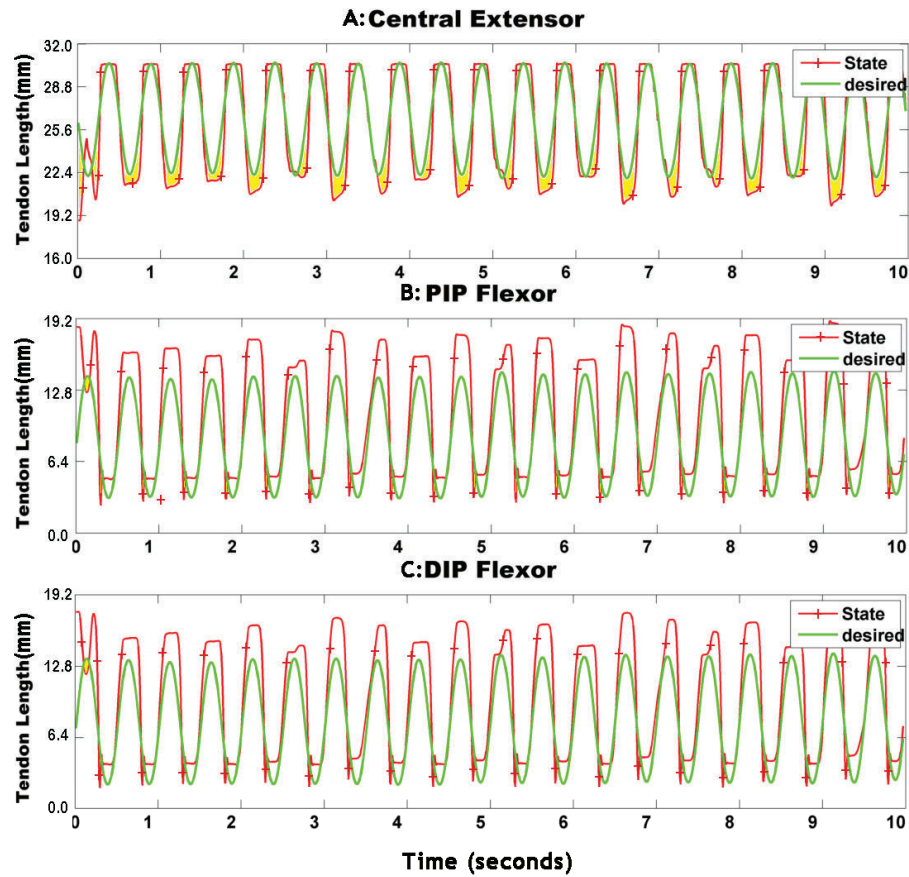 A: Central Extensor
Tendon Length(mm)
32.0
28.8
25.6
22.4
19.2
16.0
State
desired
0 1 2 3 4 5 6 7 8 9 10
B: PIP Flexor
Tendon Length(mm)
19.2
12.8
6.4
0.0
State
desired
0 1 2 3 4 5 6 7 8 9 10
C: DIP Flexor
Tendon Length(mm)
19.2
12.8
6.4
0.0
State
desired
0 1 2 3 4 5 6 7 8 9 10
Time (seconds)